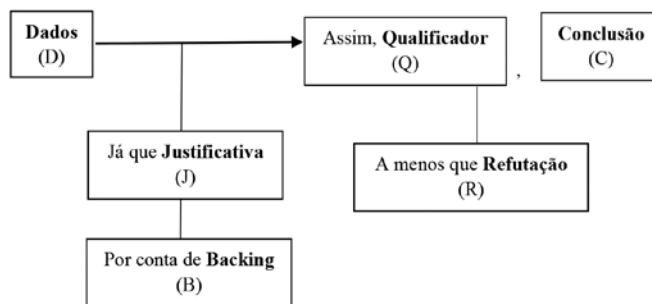 Dados
(D)
Assim, Qualificador
(Q)
,
Conclusão
(C)
Já que Justificativa
(J)
A menos que Refutação
(R)
Por conta de Backing
(B)